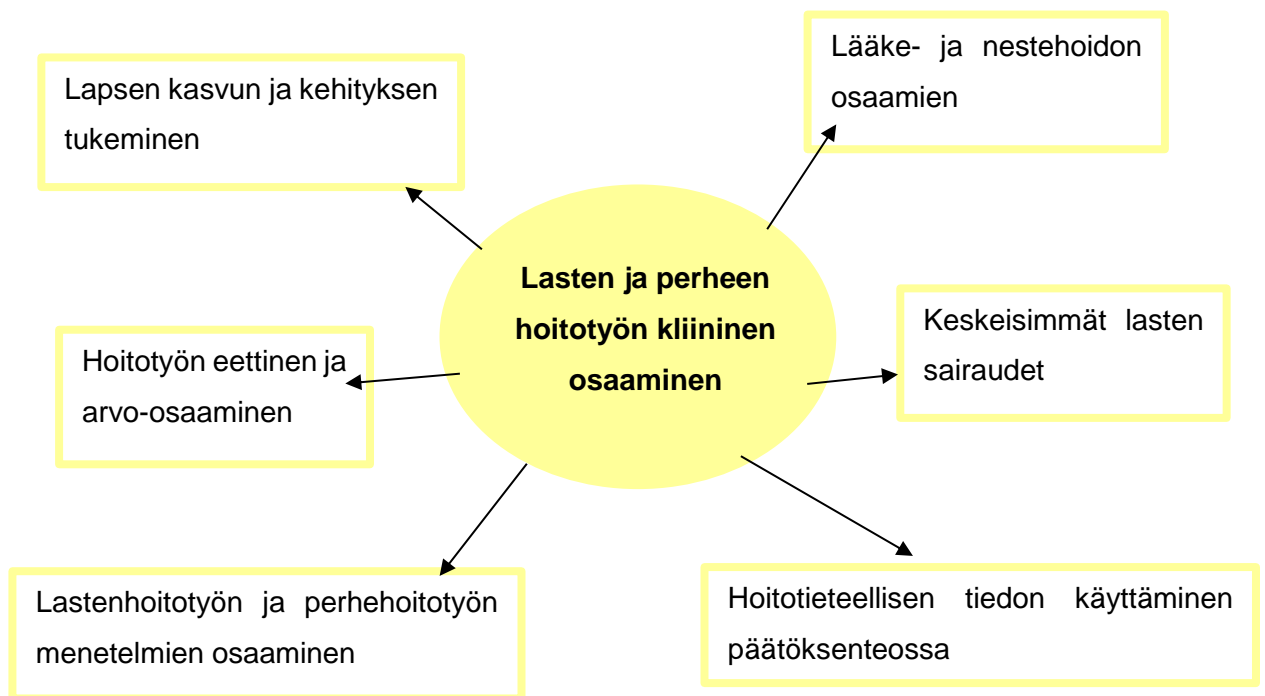 Lapsen kasvun ja kehityksen
tukeminen
Lääke- ja nestehoidon
osaamien
Lasten ja perheen
hoitotyön kliininen
osaaminen
Hoitotyön eettinen ja
arvo-osaaminen
Keskeisimmät lasten
sairaudet
Lastenhoitotyön ja perhehoitotyön
menetelmien osaaminen
Hoitotieteellisen tiedon käyttäminen
päätöksenteossa